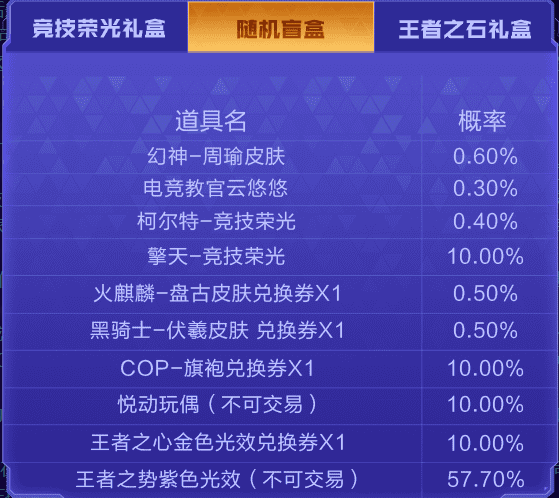 竞技荣光礼盒 随机盲盒 王者之石礼盒
道具名 概率
幻神-周瑜皮肤 0.60%
电竞教官云悠悠 0.30%
柯尔特-竞技荣光 0.40%
擎天-竞技荣光 10.00%
火麒麟-盘古皮肤兑换券X1 0.50%
黑骑士-伏羲皮肤 兑换券X1 0.50%
COP-旗袍兑换券X1 10.00%
悦动玩偶（不可交易） 10.00%
王者之心金色光效兑换券X1 10.00%
王者之势紫色光效（不可交易） 57.70%